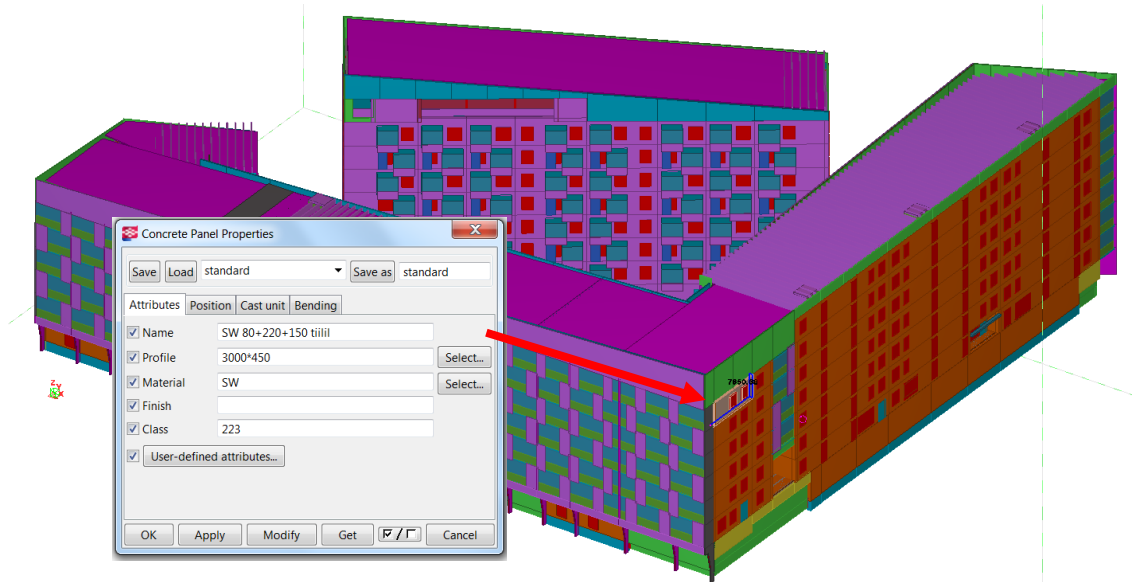 Concrete Panel Properties
Save Load standard Save as standard
Attributes Position Cast unit Bending
Name SW 80+220+150 tiilil
Profile 3000*450 Select...
Material SW Select...
Finish
Class 223
User-defined attributes...
OK Apply Modify Get / Cancel
Z
Y
X